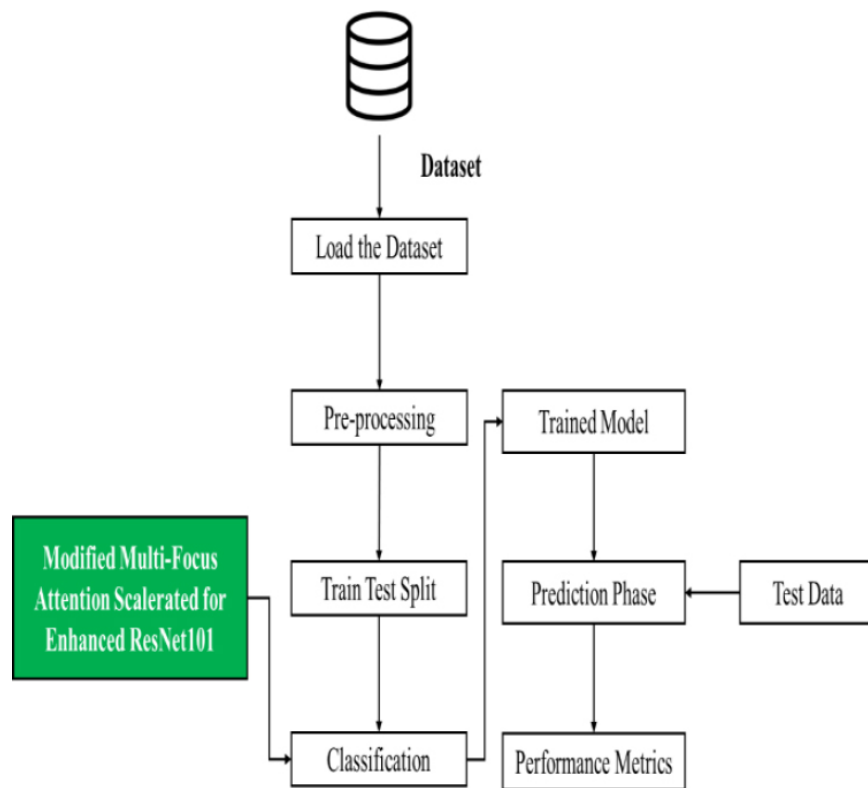 Dataset
Load the Dataset
Pre-processing
Trained Model
Modified Multi-Focus
Attention Scalerated for
Enhanced ResNet101
Train Test Split
Prediction Phase
Test Data
Classification
Performance Metrics